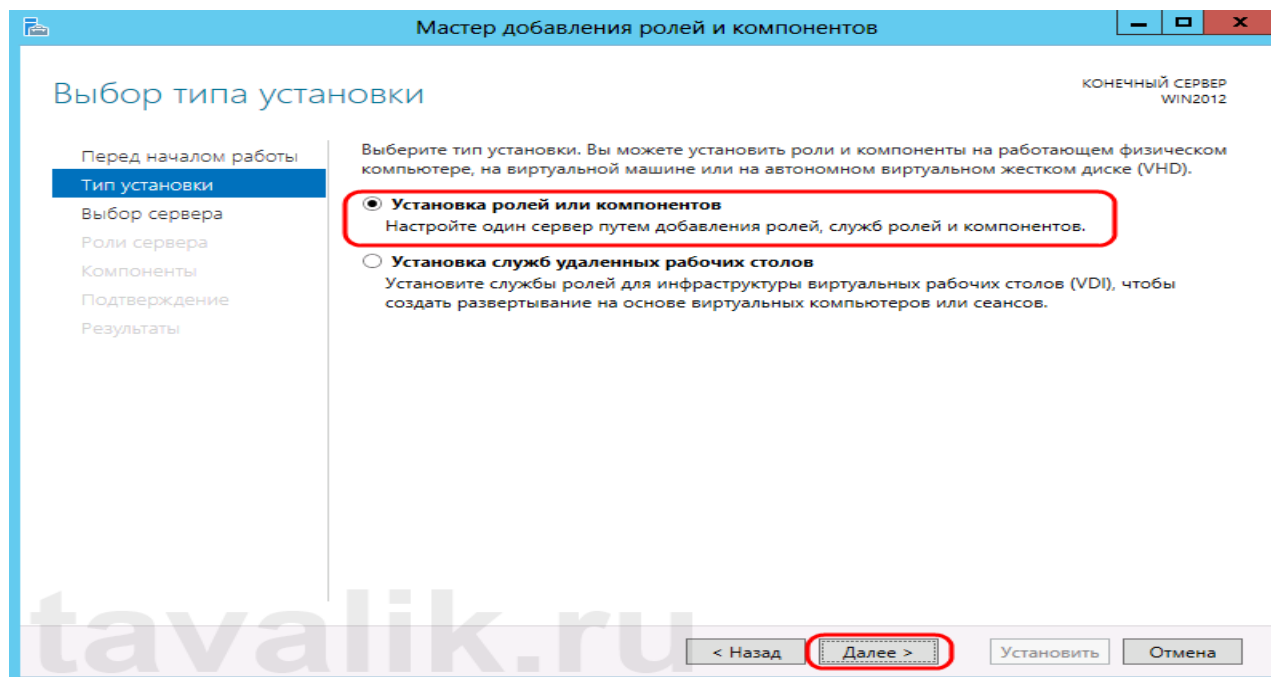 Мастер добавления ролей и компонентов
Выбор типа установки
КОНЕЧНЫЙ СЕРВЕР
WIN2012
Перед началом работы
Тип установки
Выбор сервера
Роли сервера
Компоненты
Подтверждение
Результаты
Выберите тип установки. Вы можете установить роли и компоненты на работающем физическом
компьютере, на виртуальной машине или на автономном виртуальном жестком диске (VHD).
Установка ролей или компонентов
Настройте один сервер путем добавления ролей, служб ролей и компонентов.
Установка служб удаленных рабочих столов
Установите службы ролей для инфраструктуры виртуальных рабочих столов (VDI), чтобы
создать развертывание на основе виртуальных компьютеров или сеансов.
tavalik.ru
< Назад Далее > Установить Отмена